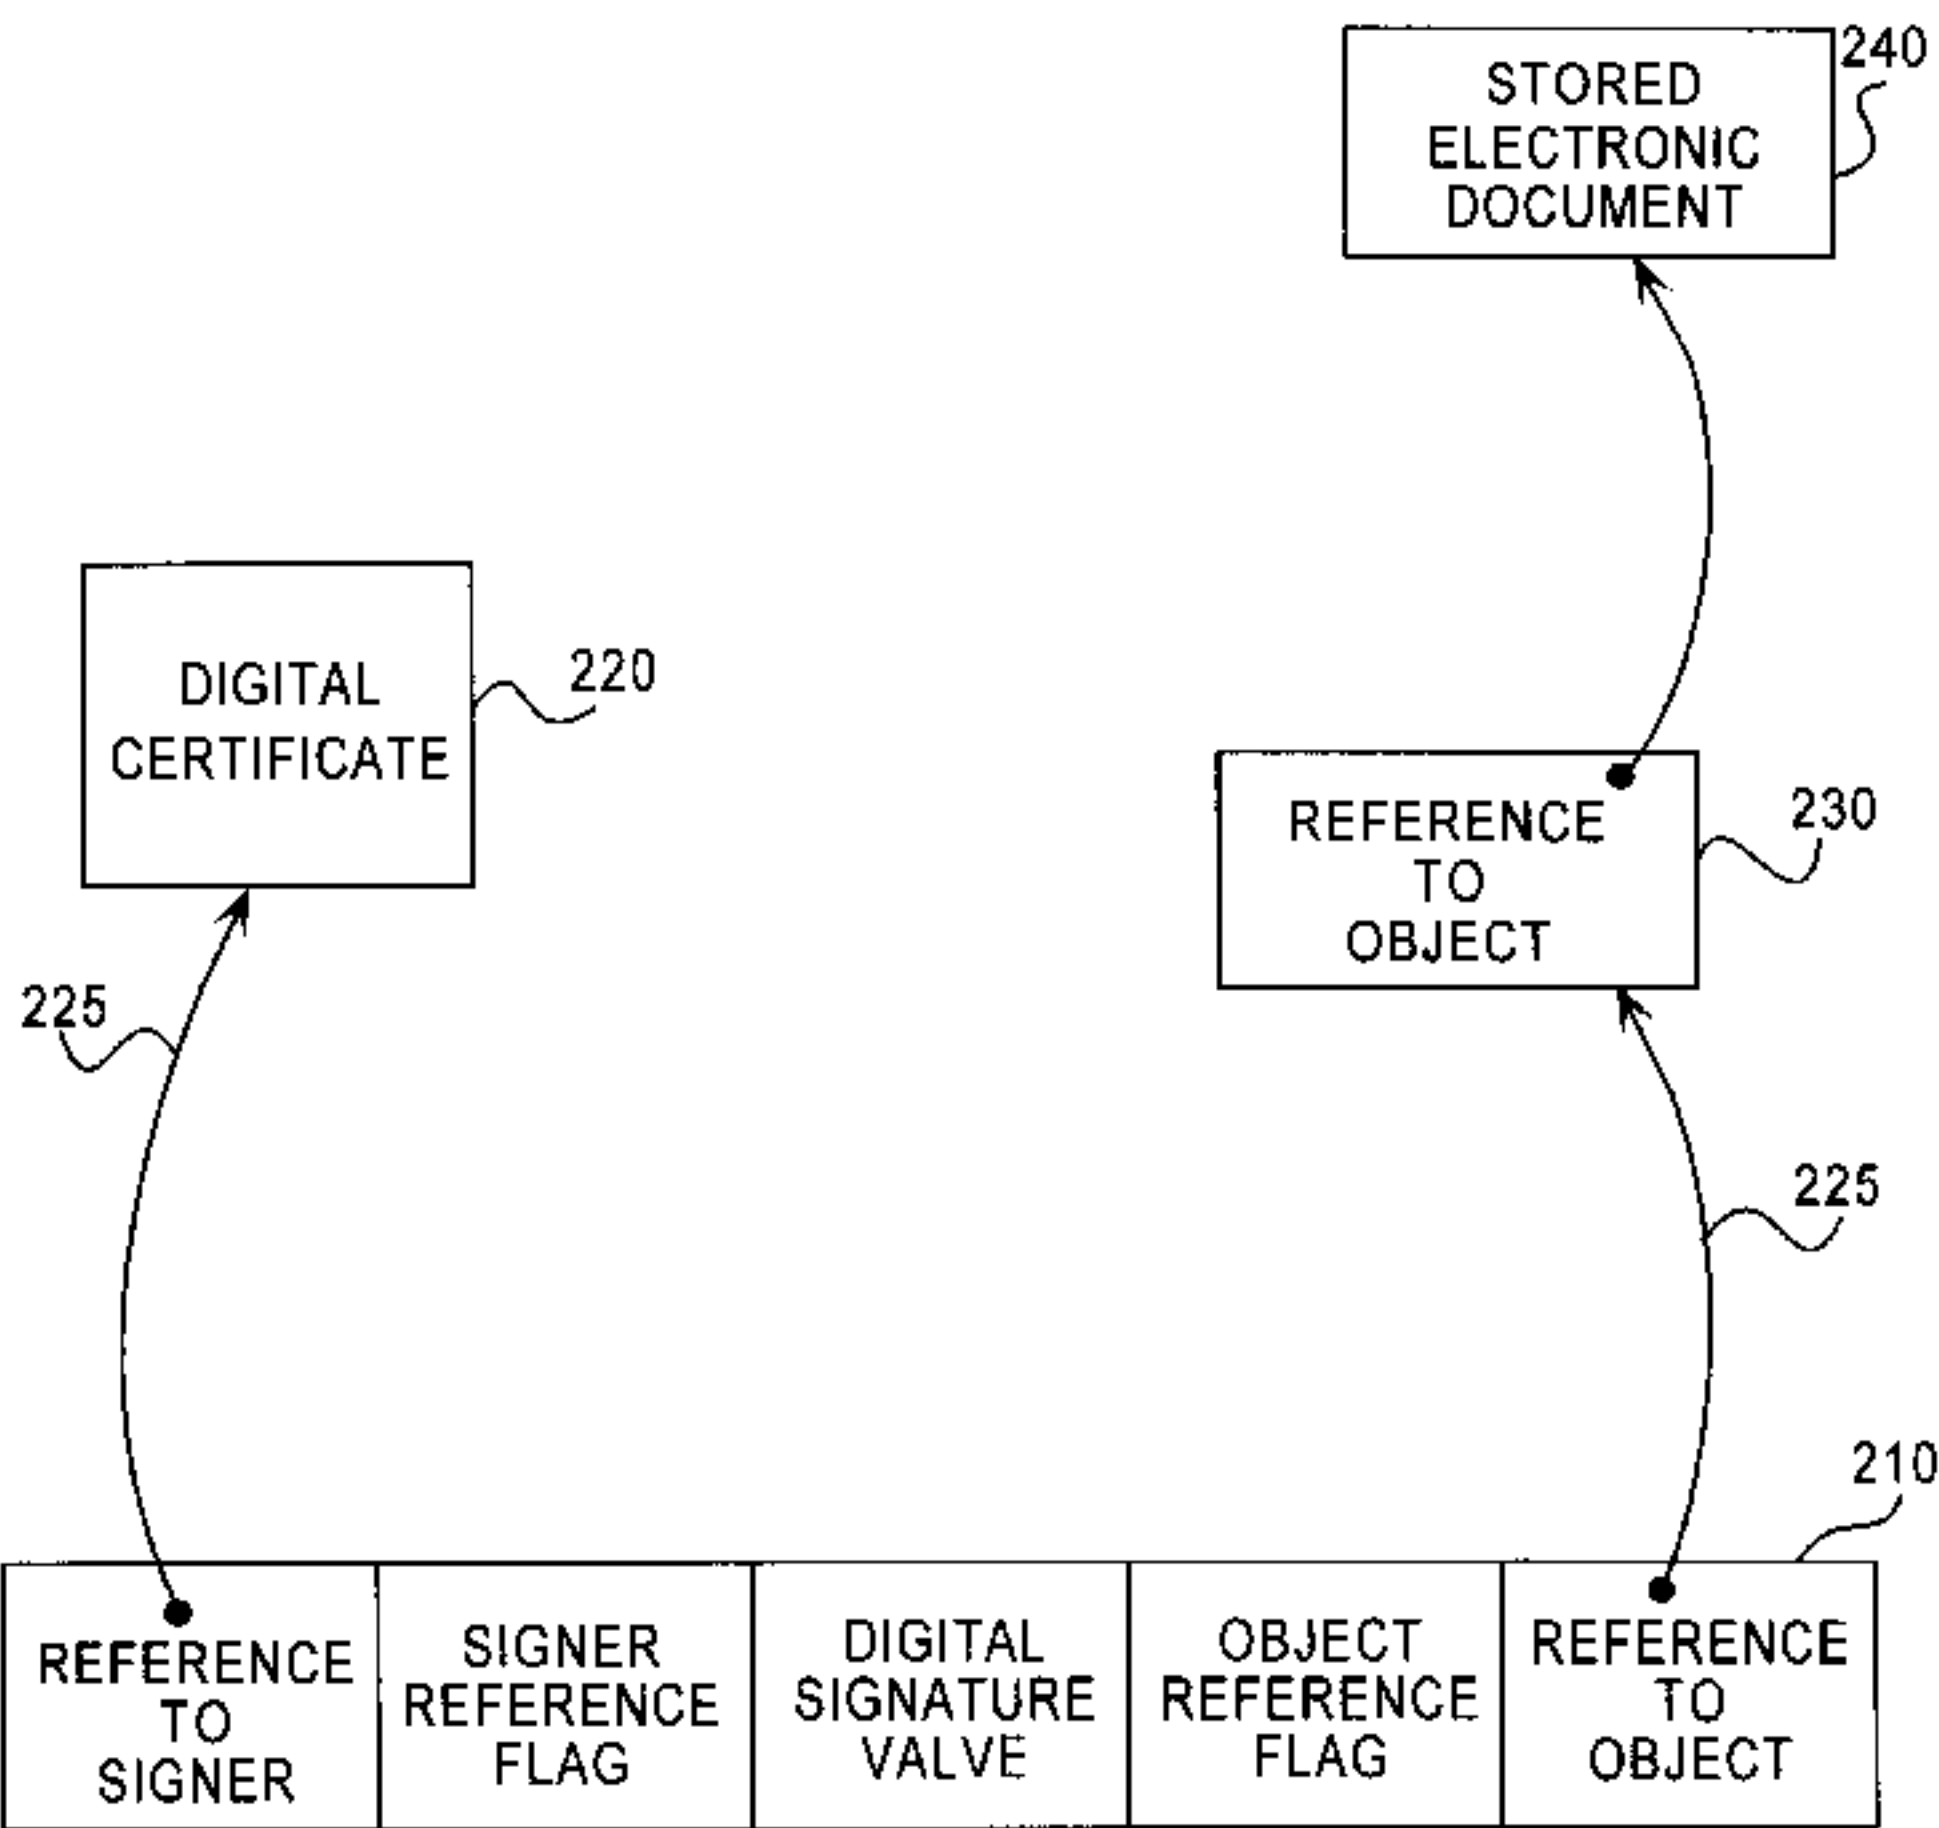 240
STORED
ELECTRONIC
DOCUMENT
220
DIGITAL
CERTIFICATE
230
REFERENCE
TO
OBJECT
225
225
210
REFERENCE
TO
SIGNER
SIGNER
REFERENCE
FLAG
DIGITAL
SIGNATURE
VALVE
OBJECT
REFERENCE
FLAG
REFERENCE
TO
OBJECT